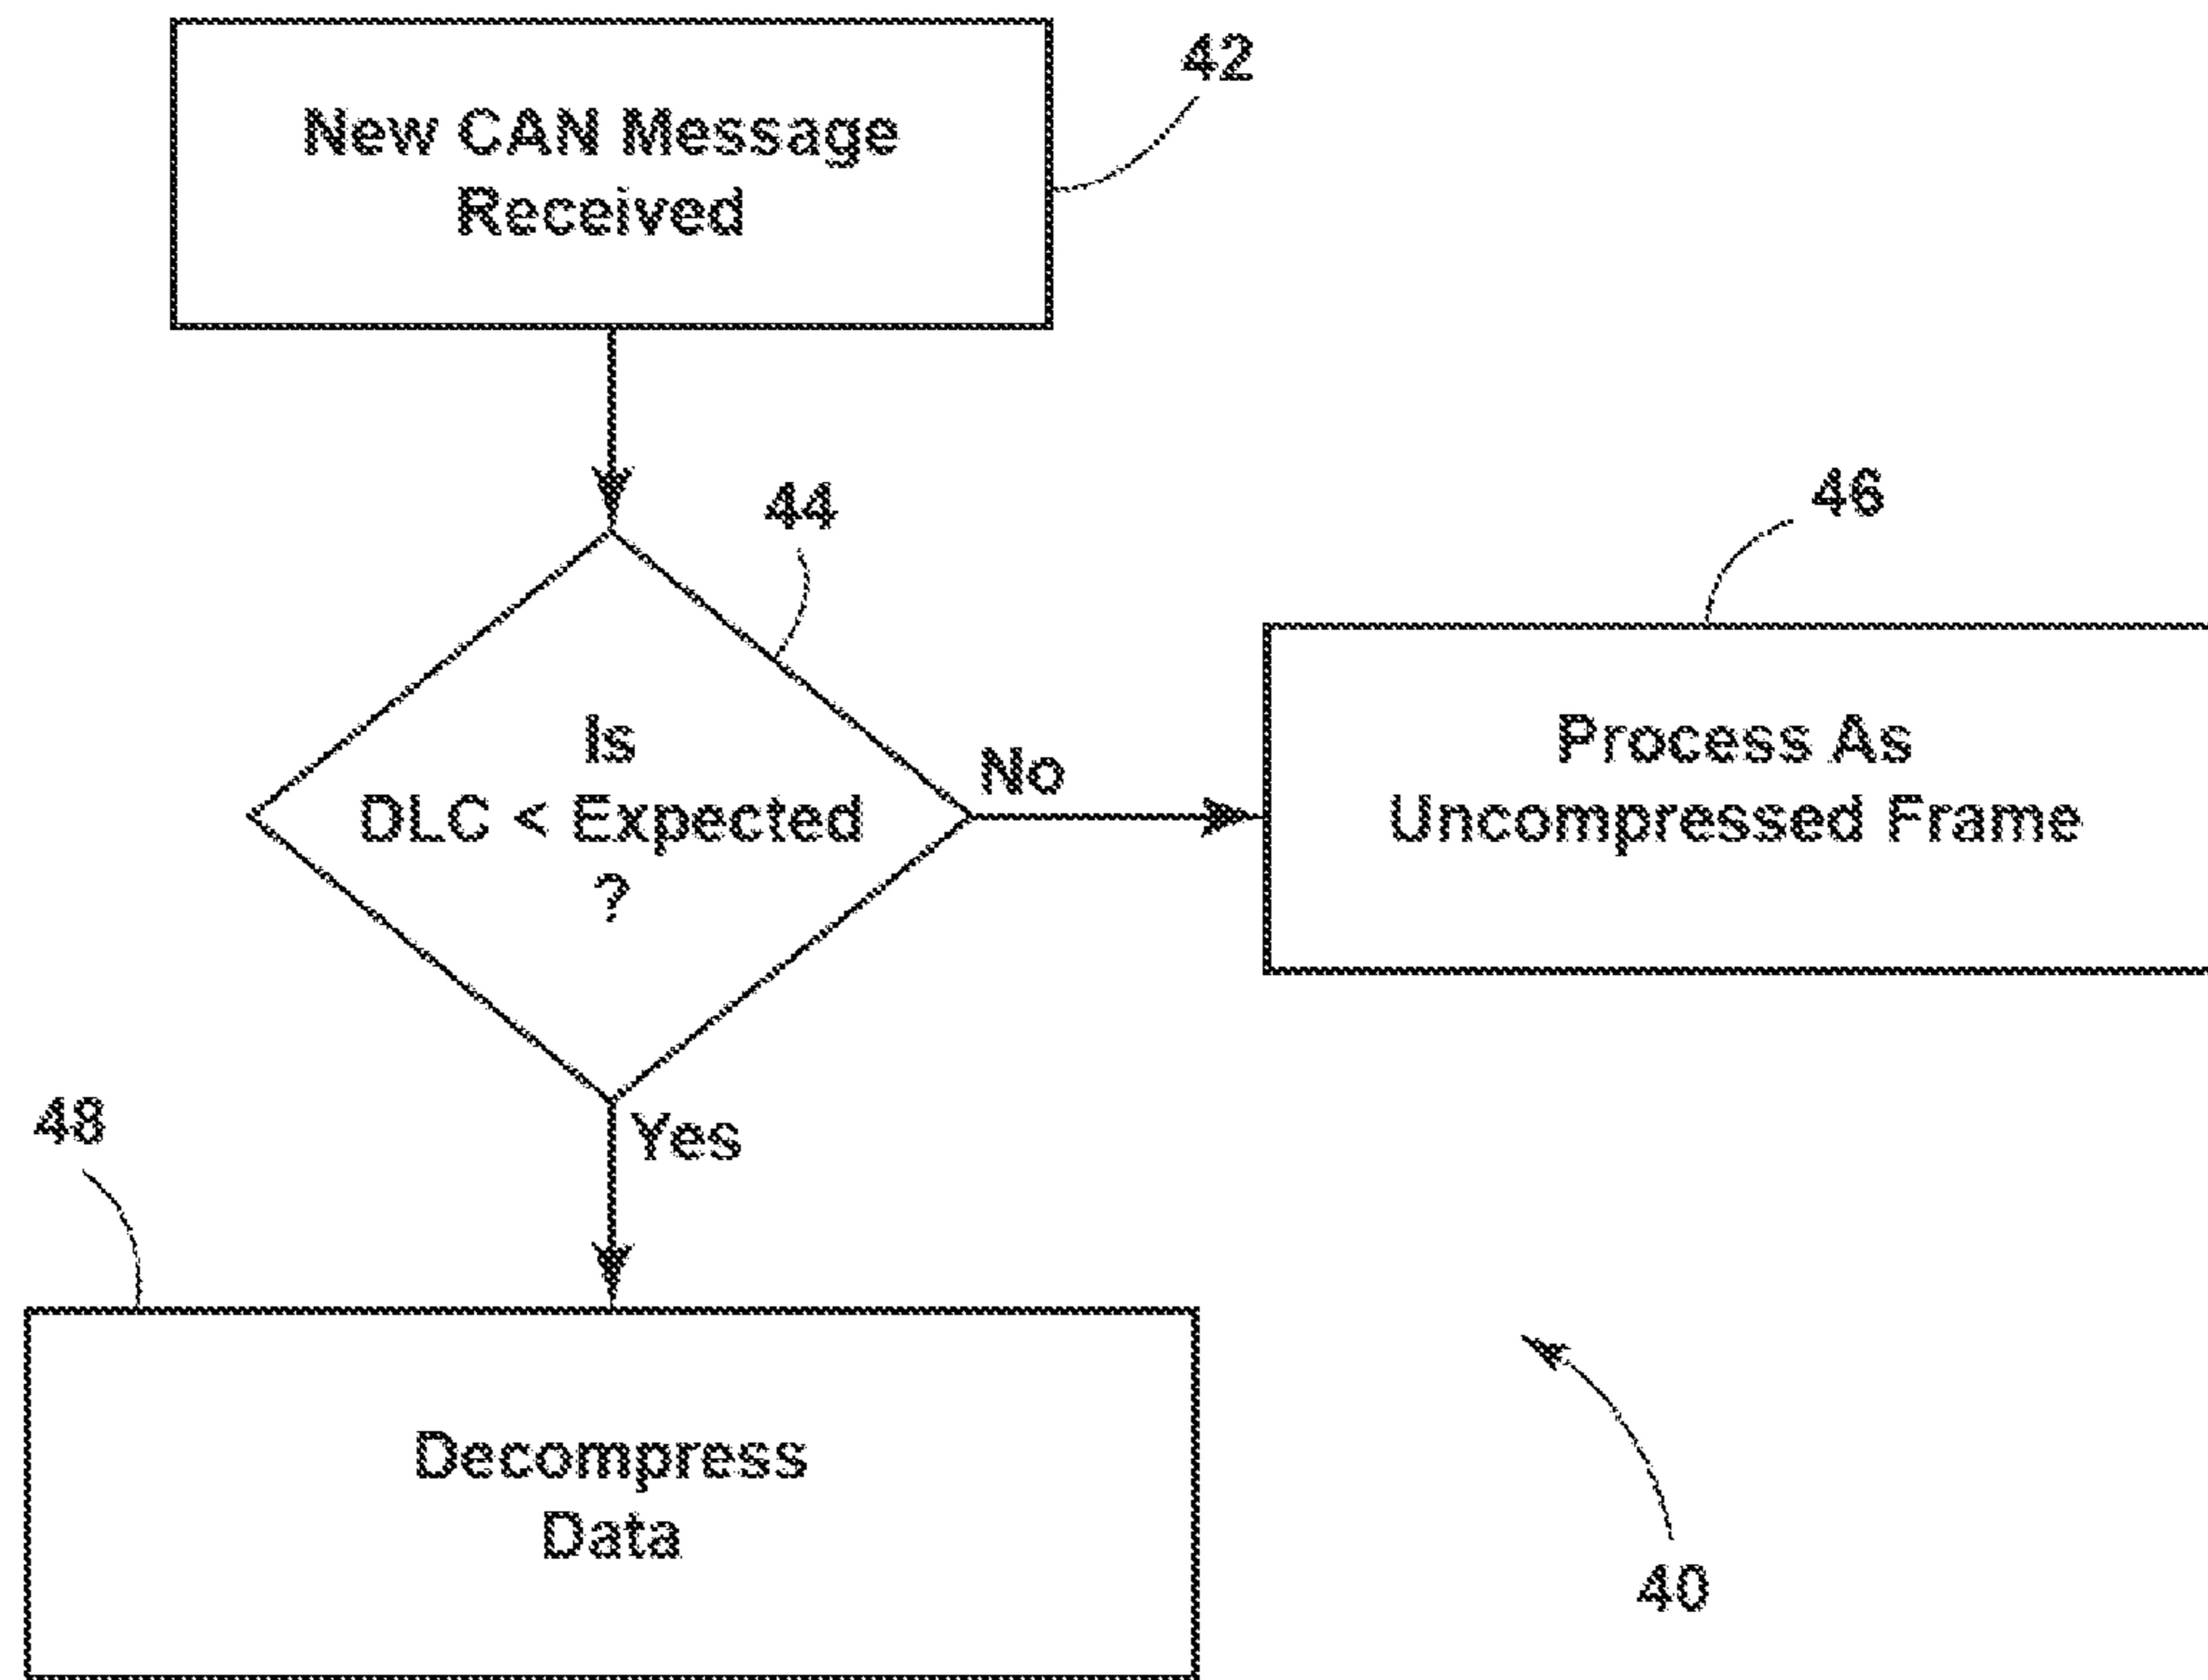 42
New CAN Message
Received
44
46
Is
DLC < Expected
?
No
Process As
Uncompressed Frame
48
Yes
Decompress
Data
40